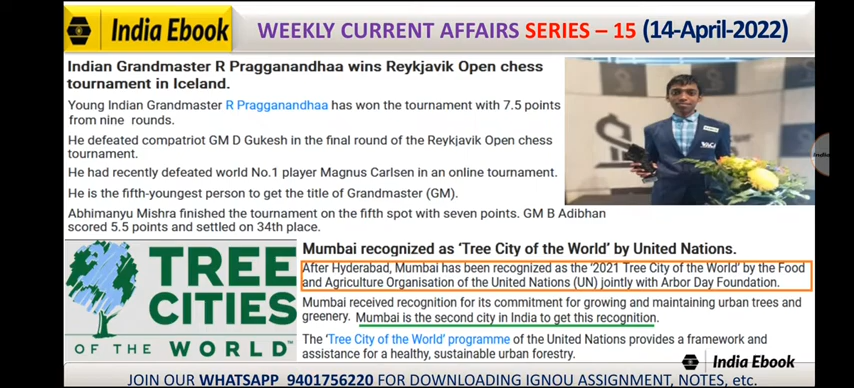 India Ebook
WEEKLY CURRENT AFFAIRS SERIES – 15 (14-April-2022)
Indian Grandmaster R Pragganandhaa wins Reykjavik Open chess
tournament in Iceland.
Young Indian Grandmaster R Pragganandhaa has won the tournament with 7.5 points
from nine rounds.
He defeated compatriot GM D Gukesh in the final round of the Reykjavik Open chess
tournament.
He had recently defeated world No.1 player Magnus Carlsen in an online tournament.
He is the fifth-youngest person to get the title of Grandmaster (GM).
Abhimanyu Mishra finished the tournament on the fifth spot with seven points. GM B Adibhan
scored 5.5 points and settled on 34th place.
TREE
CITIES
OF THE WORLD™
Mumbai recognized as ‘Tree City of the World’ by United Nations.
After Hyderabad, Mumbai has been recognized as the ‘2021 Tree City of the World’ by the Food
and Agriculture Organisation of the United Nations (UN) jointly with Arbor Day Foundation.
Mumbai received recognition for its commitment for growing and maintaining urban trees and
greenery. Mumbai is the second city in India to get this recognition.
The ‘Tree City of the World’ programme of the United Nations provides a framework and
assistance for a healthy, sustainable urban forestry.
India Ebook
JOIN OUR WHATSAPP 9401756220 FOR DOWNLOADING IGNOU ASSIGNMENT, NOTES, etc.